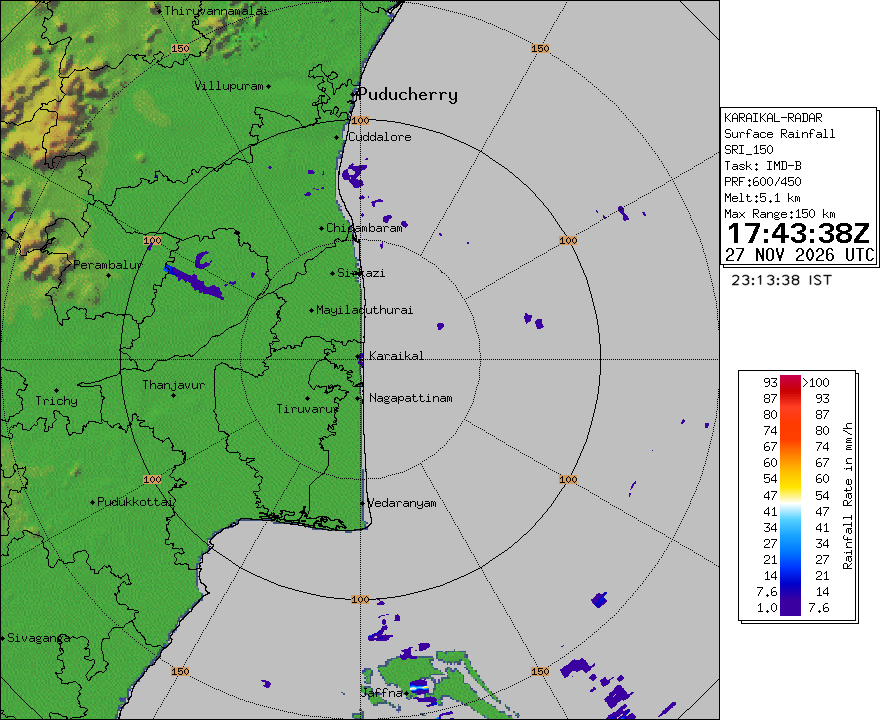 Thiruvannamalai
150
150
Villupuram
Puducherry
100
Cuddalore
Chidambaram
100
100
Perambalur
Sirkazi
Mayiladuthurai
Karaikal
Thanjavur
Trichy
Tiruvarur
Nagapattinam
100
100
Pudukkottai
Vedaranyam
100
Sivaganga
150
150
Jaffna
KARAIKAL-RADAR
Surface Rainfall
SRI_150
Task: IMD-B
PRF:600/450
Melt:5.1 km
Max Range:150 km
17:43:38Z
27 NOV 2026 UTC
23:13:38 IST
93 >100
87 93
80 87
74 80
67 74
60 67
54 60
47 54
41 47
34 41
27 34
21 27
14 21
7.6 14
1.0 7.6
Rainfall Rate in mm/h